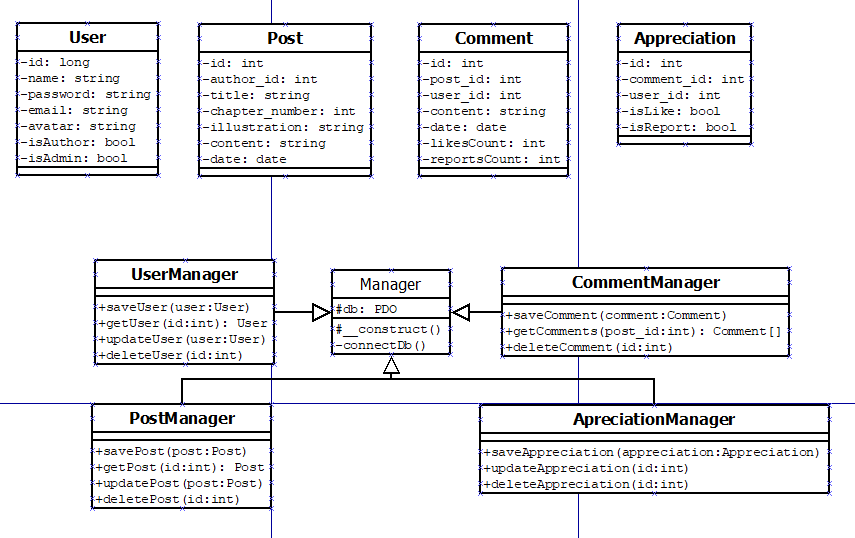 User
-id: long
-name: string
-password: string
-email: string
-avatar: string
-isAuthor: bool
-isAdmin: bool
Post
-id: int
-author_id: int
-title: string
-chapter_number: int
-illustration: string
-content: string
-date: date
Comment
-id: int
-post_id: int
-user_id: int
-content: string
-date: date
-likesCount: int
-reportsCount: int
Appreciation
-id: int
-comment_id: int
-user_id: int
-isLike: bool
-isReport: bool
UserManager
+saveUser(user:User)
+getUser(id:int): User
+updateUser(user:User)
+deleteUser(id:int)
Manager
#db: PDO
#__construct()
-connectDb()
CommentManager
+saveComment(comment:Comment)
+getComments(post_id:int): Comment[]
+deleteComment(id:int)
PostManager
+savePost(post:Post)
+getPost(id:int): Post
+updatePost(post:Post)
+deletePost(id:int)
ApreciationManager
+saveAppreciation(appreciation:Appreciation)
+updateAppreciation(id:int)
+deleteAppreciation(id:int)